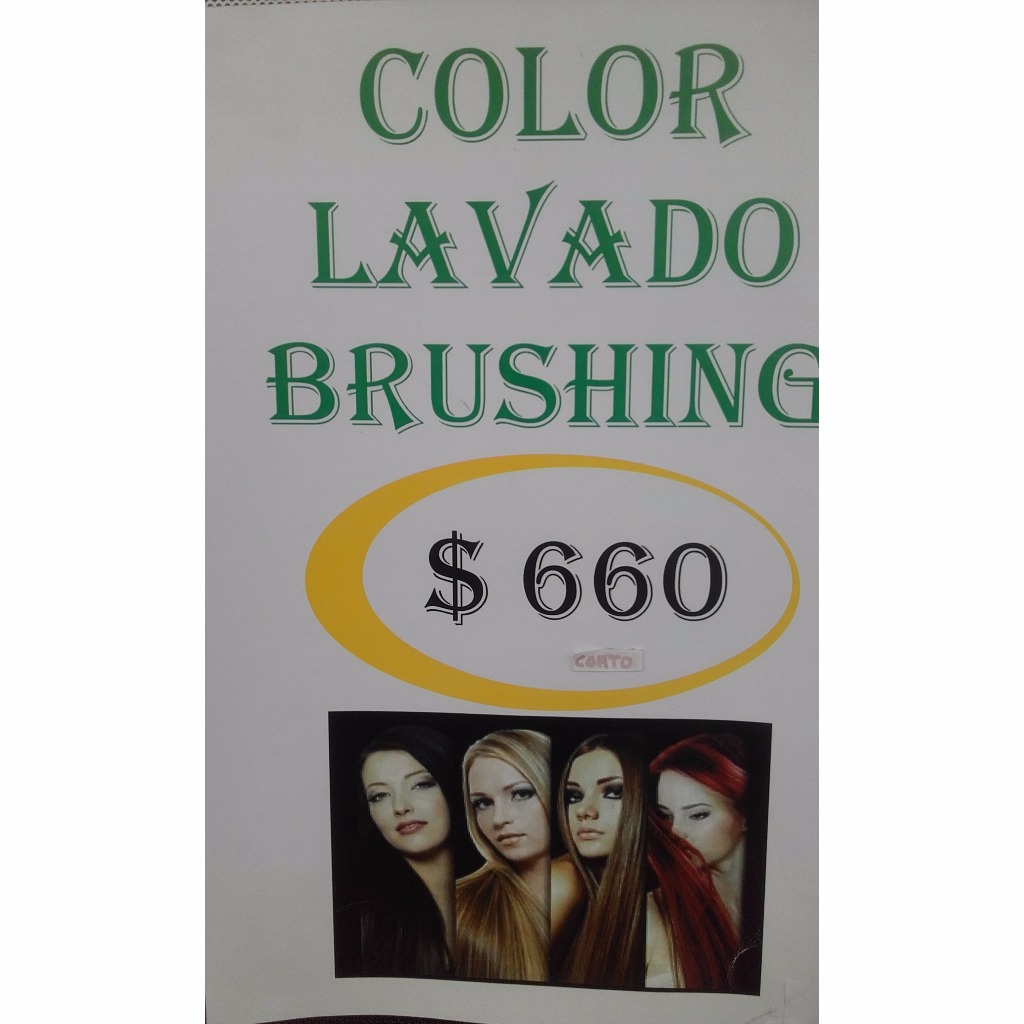 COLOR
LAVADO
BRUSHING
$ 660
CORTO